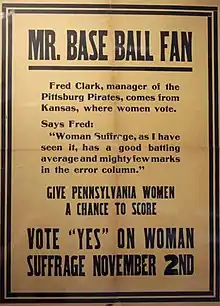 MR. BASE BALL FAN
Fred Clark, manager of the
Pittsburg Pirates, comes from
Kansas, where women vote.
Says Fred:
"Woman Suffrage, as I have
seen it, has a good batting
average and mighty few marks
in the error column."
GIVE PENNSYLVANIA WOMEN
A CHANCE TO SCORE
VOTE "YES" ON WOMAN
SUFFRAGE NOVEMBER 2ND